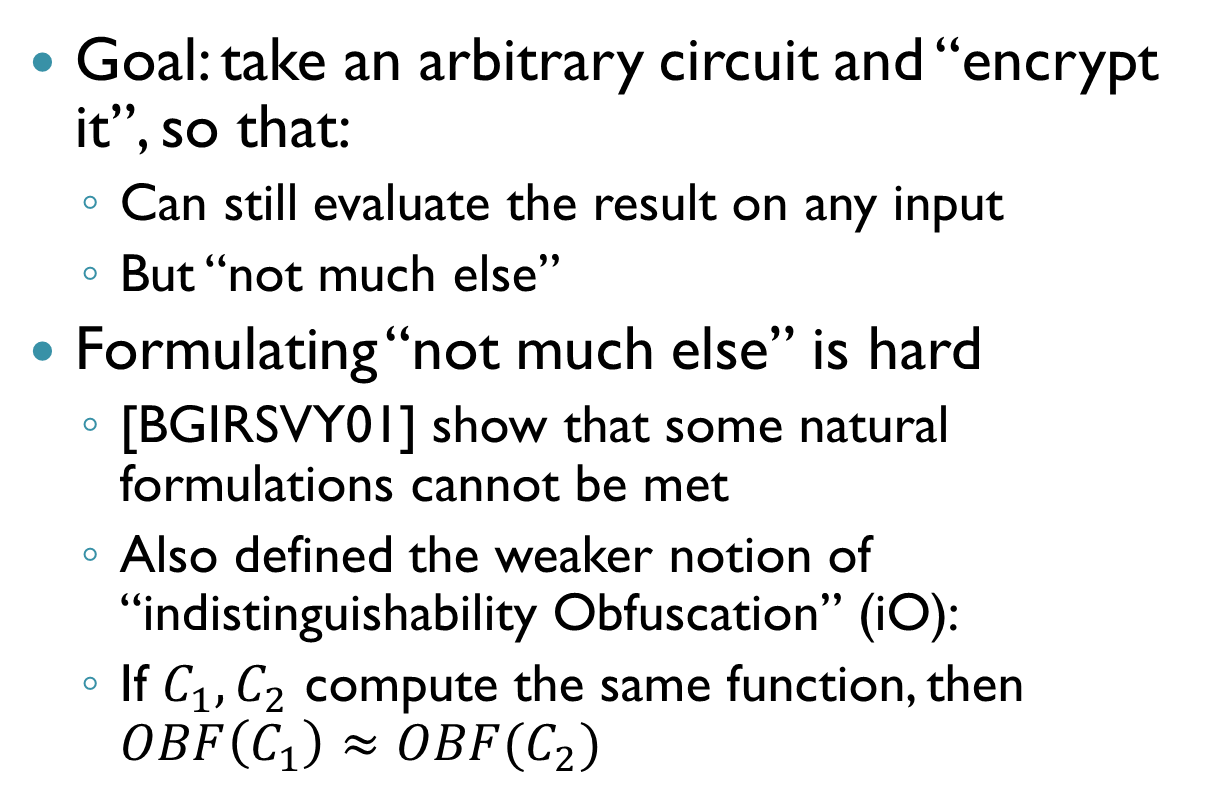 • Goal: take an arbitrary circuit and “encrypt
it”, so that:
◦ Can still evaluate the result on any input
◦ But “not much else”
• Formulating “not much else” is hard
◦ [BGIRSVY01] show that some natural
formulations cannot be met
◦ Also defined the weaker notion of
“indistinguishability Obfuscation” (iO):
◦ If C₁, C₂ compute the same function, then
OBF(C₁) ≈ OBF(C₂)